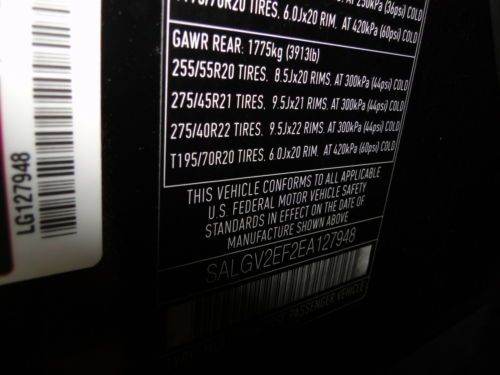 T195/70R20 TIRES. 6.0Jx20 RIM. AT 420kPa (60psi) COLD
GAWR REAR: 1775kg (3913lb)
255/55R20 TIRES. 8.5Jx20 RIMS. AT 300kPa (44psi) COLD
275/45R21 TIRES. 9.5Jx21 RIMS. AT 300kPa (44psi) COLD
275/40R22 TIRES. 9.5Jx22 RIMS. AT 300kPa (44psi) COLD
T195/70R20 TIRES. 6.0Jx20 RIM. AT 420kPa (60psi) COLD
THIS VEHICLE CONFORMS TO ALL APPLICABLE
U.S. FEDERAL MOTOR VEHICLE SAFETY
STANDARDS IN EFFECT ON THE DATE OF
MANUFACTURE SHOWN ABOVE
SALGV2EF2EA127948
PASSENGER VEHICLE
LG127948